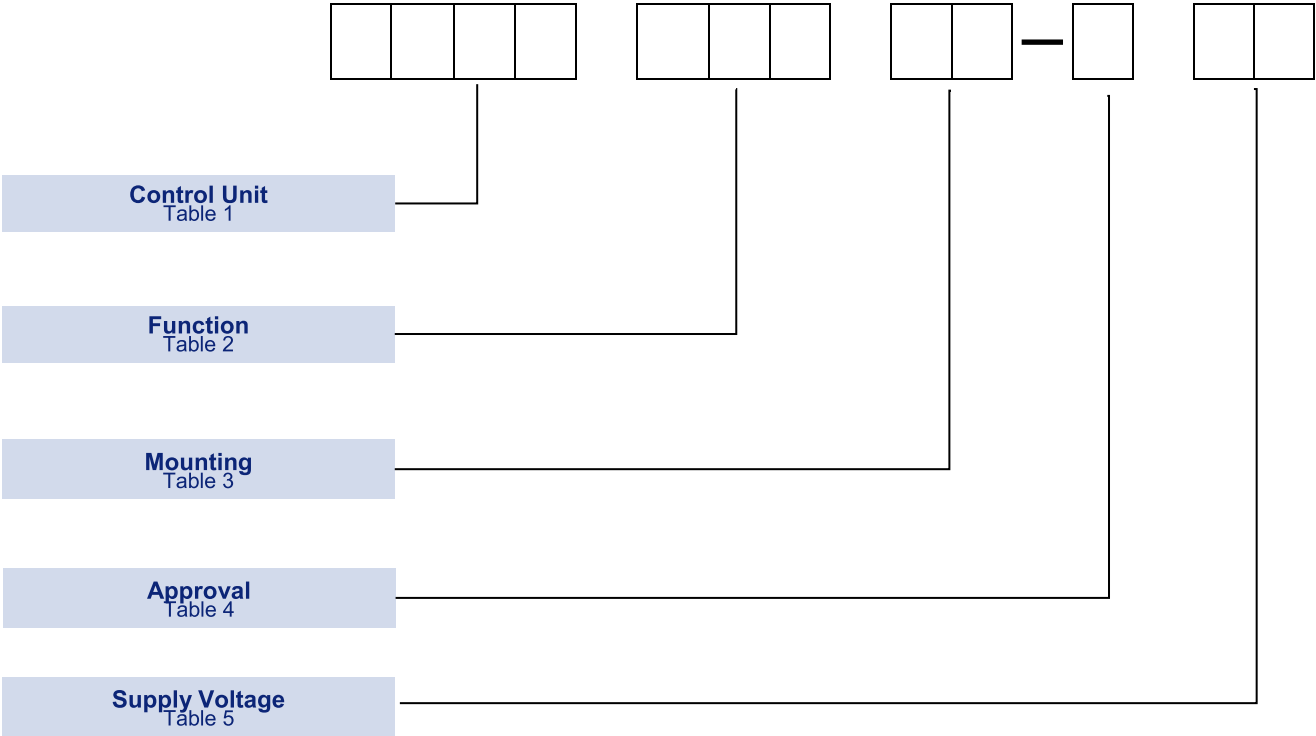 Control Unit
Table 1
Function
Table 2
Mounting
Table 3
Approval
Table 4
Supply Voltage
Table 5